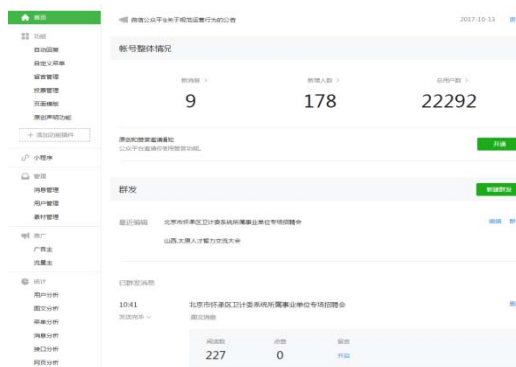 首页
微信公众平台关于规范运营行为的公告
2017-10-13
功能
自动回复
自定义菜单
留言管理
投票管理
页面模板
原创声明功能
+ 添加功能插件
小程序
管理
消息管理
用户管理
素材管理
推广
广告主
流量主
统计
用户分析
图文分析
菜单分析
消息分析
接口分析
网页分析
帐号整体情况
新消息 >
新增人数 >
总用户数 >
9
178
22292
原创和赞赏邀请通知
公众平台邀请你使用赞赏功能。
开通
群发
新建群发
最近编辑
北京市怀柔区卫计委系统所属事业单位专场招聘会
编辑
山西.太原人才智力交流大会
已群发消息
10:41
北京市怀柔区卫计委系统所属事业单位专场招聘会
发送完毕
图文消息
阅读数
点赞
留言
227
0
开启